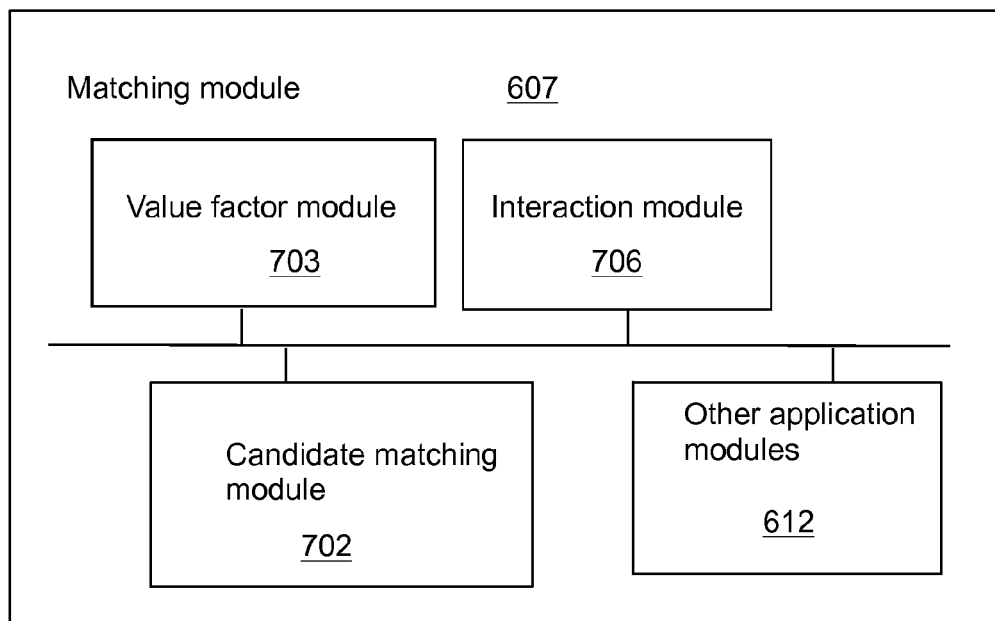 Matching module 607
Value factor module
703
Interaction module
706
Candidate matching
module
702
Other application
modules
612